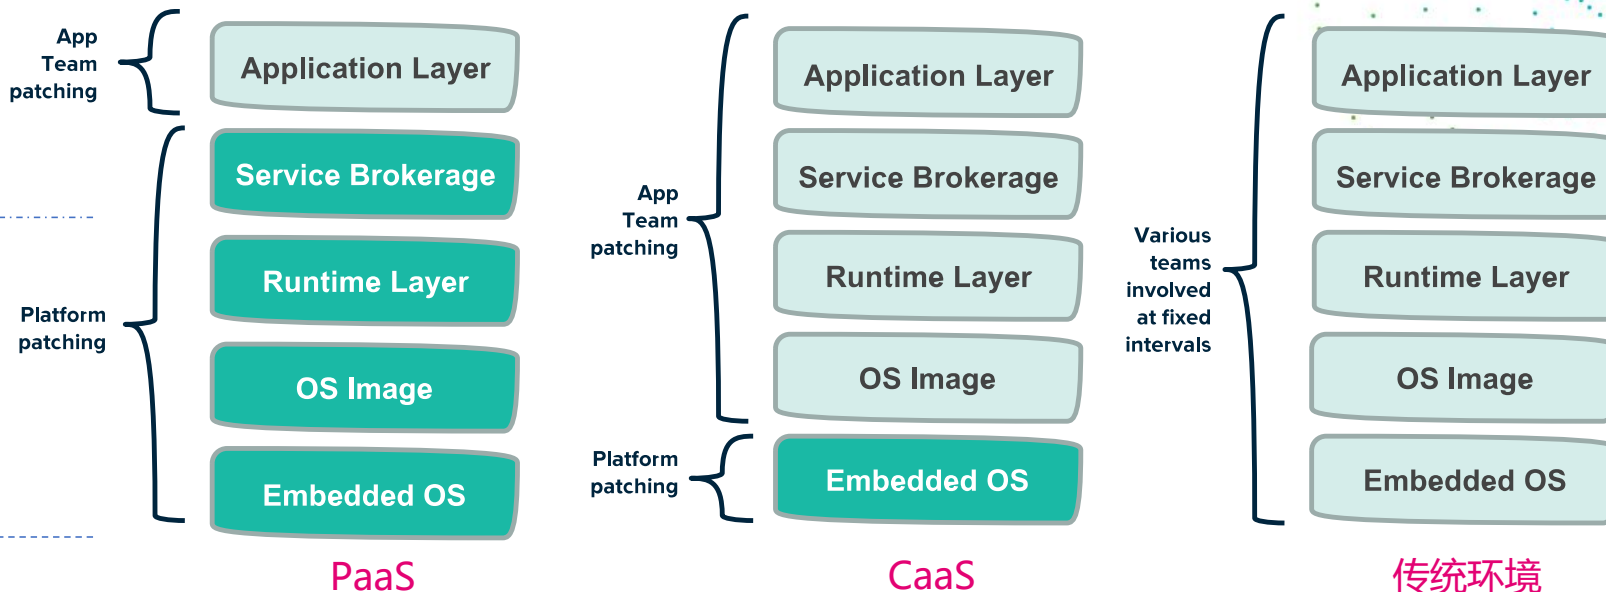 App
Team
patching
Application Layer
Service Brokerage
Runtime Layer
OS Image
Embedded OS
Platform
patching
PaaS
App
Team
patching
Application Layer
Service Brokerage
Runtime Layer
OS Image
Embedded OS
Platform
patching
CaaS
Various
teams
involved
at fixed
intervals
Application Layer
Service Brokerage
Runtime Layer
OS Image
Embedded OS
传统环境